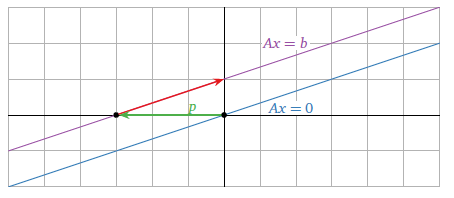 Ax = b
p
Ax = 0